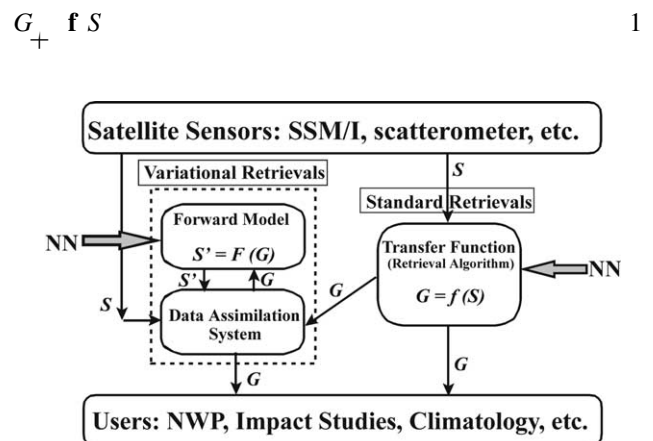 G + f S 1
Satellite Sensors: SSM/I, scatterometer, etc.
Variational Retrievals
S
Standard Retrievals
Forward Model
S' = F (G)
NN
Transfer Function
(Retrieval Algorithm)
G = f (S)
NN
S' G
G
S
Data Assimilation
System
G
G
Users: NWP, Impact Studies, Climatology, etc.